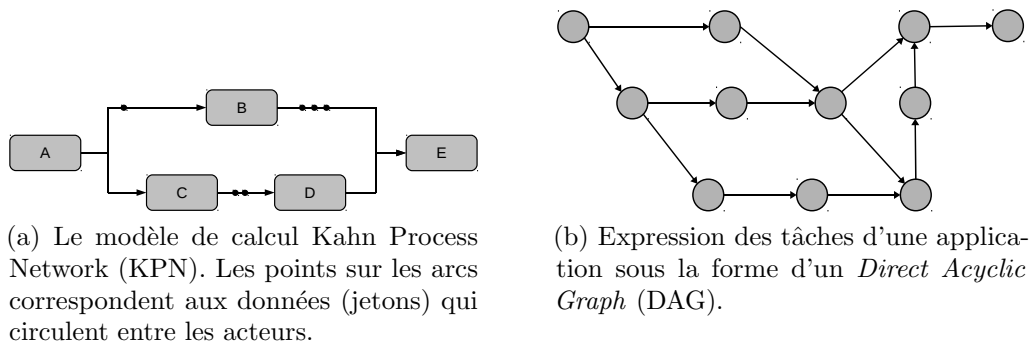 B
A
E
C
D
(a) Le modèle de calcul Kahn Process
Network (KPN). Les points sur les arcs
correspondent aux données (jetons) qui
circulent entre les acteurs.
(b) Expression des tâches d'une applica-
tion sous la forme d'un Direct Acyclic
Graph (DAG).